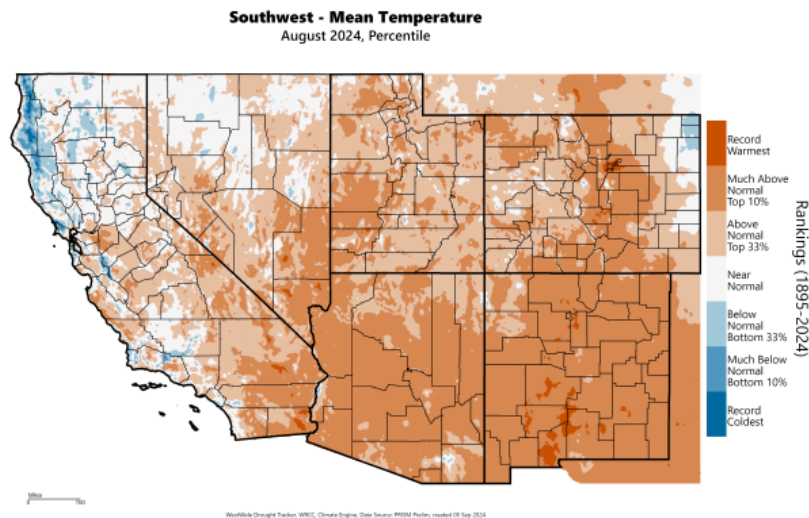 Southwest - Mean Temperature
August 2024, Percentile
Record
Warmest
Much Above
Normal
Top 10%
Above
Normal
Top 33%
Near
Normal
Below
Normal
Bottom 33%
Much Below
Normal
Bottom 10%
Record
Coldest
Rankings (1895-2024)
Miles
0 100
WestWide Drought Tracker, WRCC, Climate Engine, Data Source: PRISM Prelim, created 05 Sep 2024